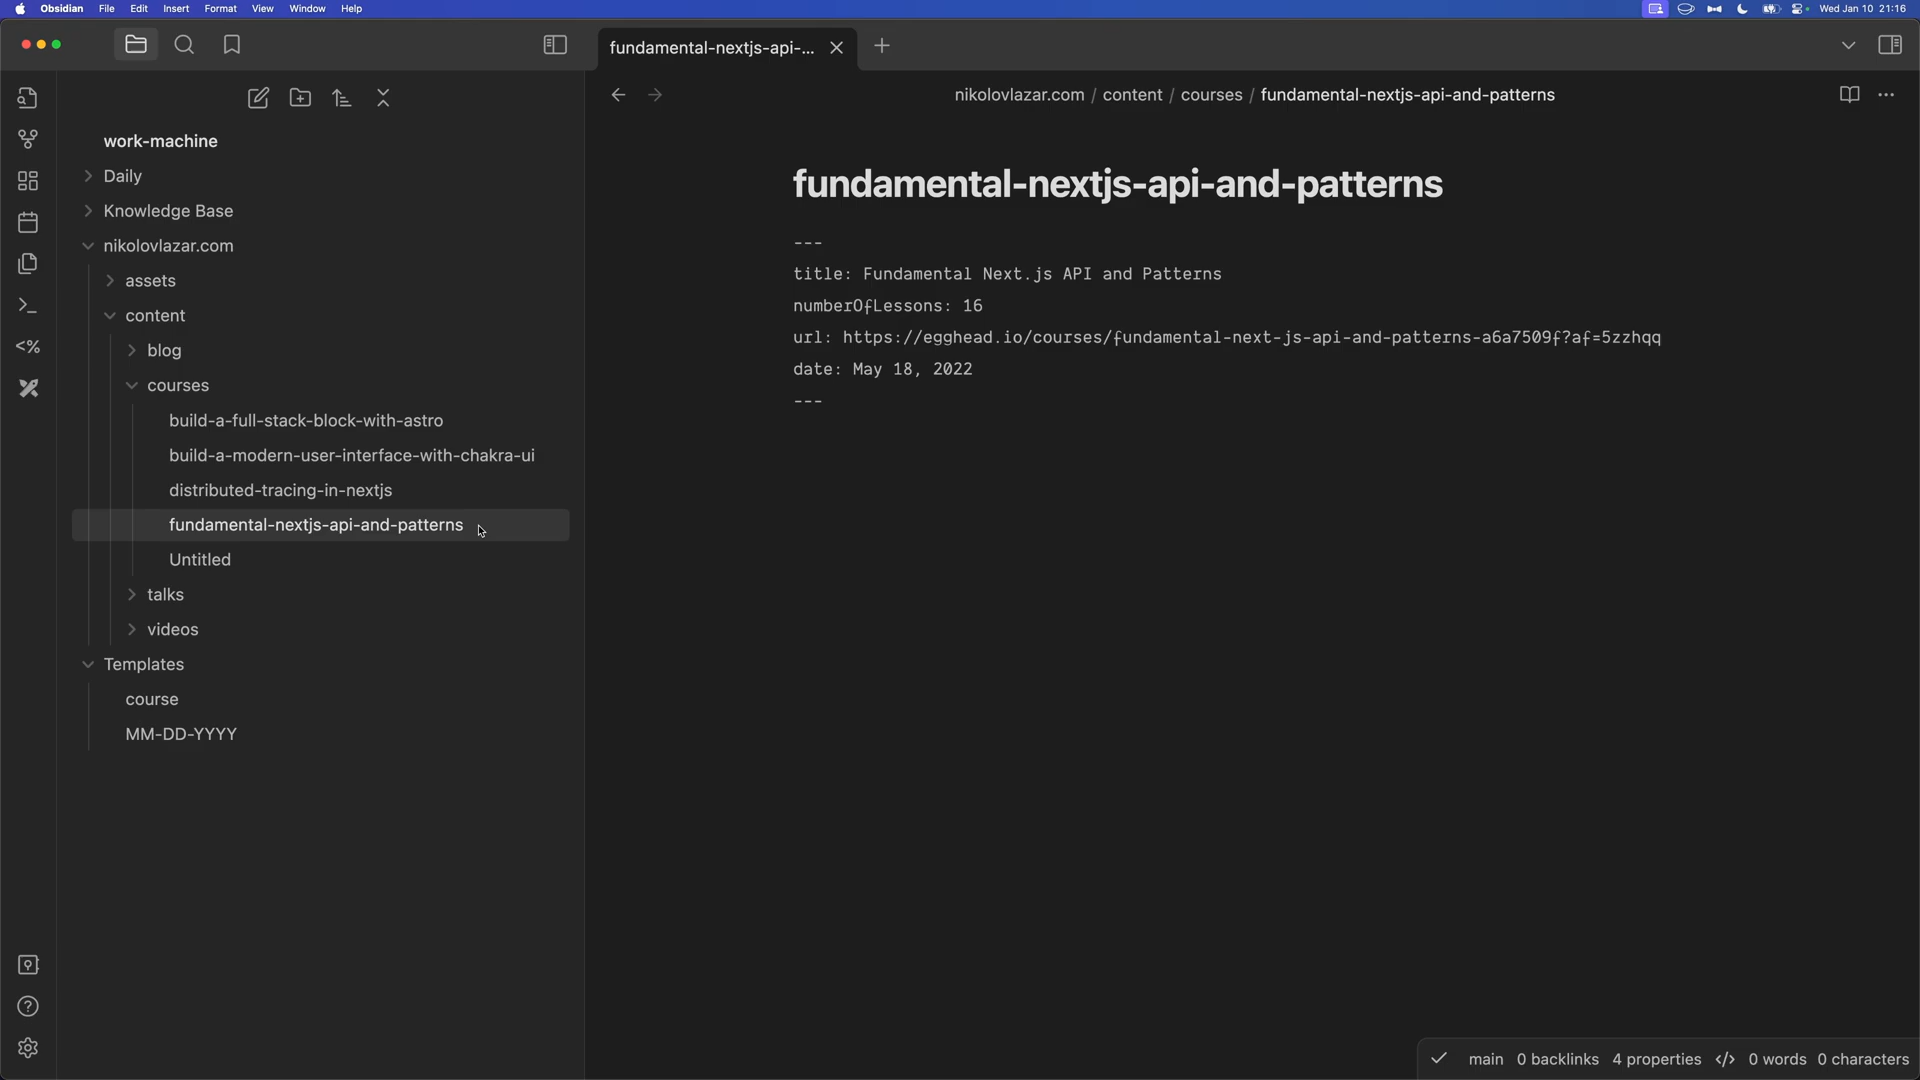 Obsidian File Edit Insert Format View Window Help
Wed Jan 10 21:16
fundamental-nextjs-api-...
nikolovlazar.com / content / courses / fundamental-nextjs-api-and-patterns
work-machine
Daily
Knowledge Base
nikolovlazar.com
assets
content
blog
courses
build-a-full-stack-block-with-astro
build-a-modern-user-interface-with-chakra-ui
distributed-tracing-in-nextjs
fundamental-nextjs-api-and-patterns
Untitled
talks
videos
Templates
course
MM-DD-YYYY
fundamental-nextjs-api-and-patterns
---
title: Fundamental Next.js API and Patterns
numberOfLessons: 16
url: https://egghead.io/courses/fundamental-next-js-api-and-patterns-a6a7509f?af=5zzhqq
date: May 18, 2022
---
main 0 backlinks 4 properties </> 0 words 0 characters